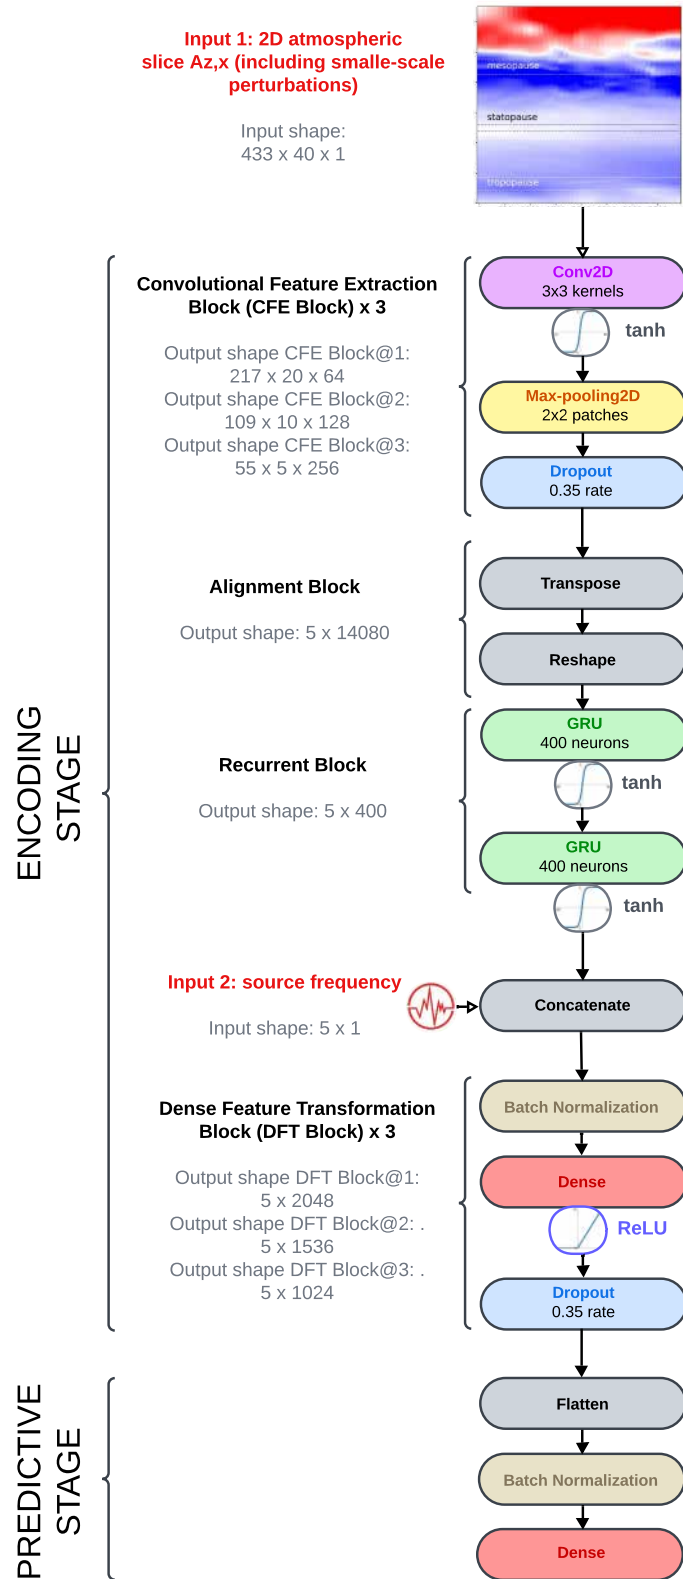 Input 1: 2D atmospheric
slice Az,x (including smalle-scale
perturbations)
Input shape:
433 x 40 x 1
mesopause
statopause
tropopause
ENCODING
STAGE
Convolutional Feature Extraction
Block (CFE Block) x 3
Output shape CFE Block@1:
217 x 20 x 64
Output shape CFE Block@2:
109 x 10 x 128
Output shape CFE Block@3:
55 x 5 x 256
Conv2D
3x3 kernels
tanh
Max-pooling2D
2x2 patches
Dropout
0.35 rate
Alignment Block
Output shape: 5 x 14080
Transpose
Reshape
Recurrent Block
Output shape: 5 x 400
GRU
400 neurons
tanh
GRU
400 neurons
tanh
Input 2: source frequency
Input shape: 5 x 1
Concatenate
Dense Feature Transformation
Block (DFT Block) x 3
Output shape DFT Block@1:
5 x 2048
Output shape DFT Block@2: .
5 x 1536
Output shape DFT Block@3: .
5 x 1024
Batch Normalization
Dense
ReLU
Dropout
0.35 rate
PREDICTIVE
STAGE
Flatten
Batch Normalization
Dense